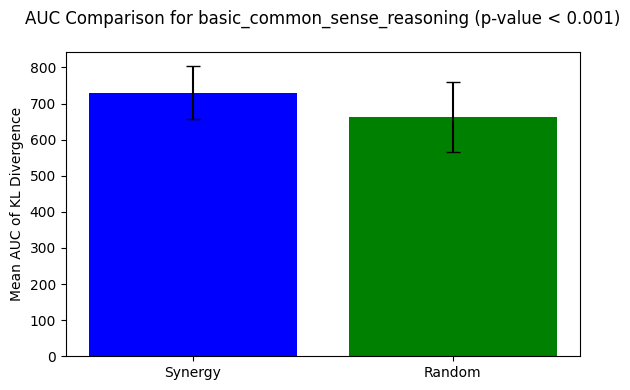 AUC Comparison for basic_common_sense_reasoning (p-value < 0.001)
Mean AUC of KL Divergence
800
700
600
500
400
300
200
100
0
Synergy
Random